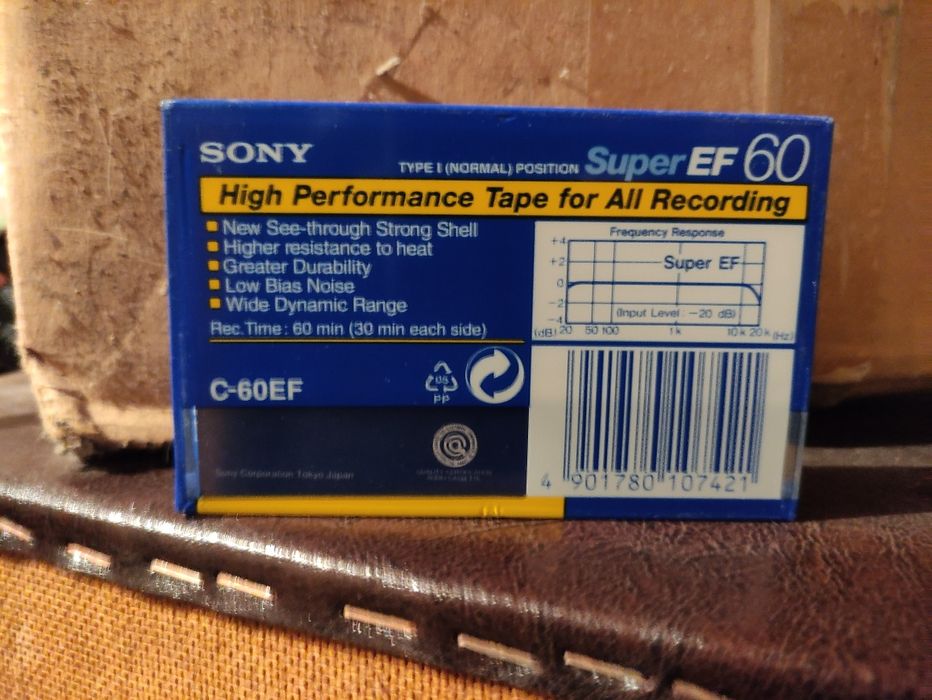 SONY
TYPE I (NORMAL) POSITION Super EF 60
High Performance Tape for All Recording
New See-through Strong Shell
Higher resistance to heat
Greater Durability
Low Bias Noise
Wide Dynamic Range
Rec. Time : 60 min (30 min each side)
Frequency Response
+4
+2
0
-2
-4
Super EF
(Input Level : -20 dB)
(dB) 20 50 100 1k 10k 20k (Hz)
C-60EF
PP
Sony Corporation Tokyo Japan
4 901780 107421